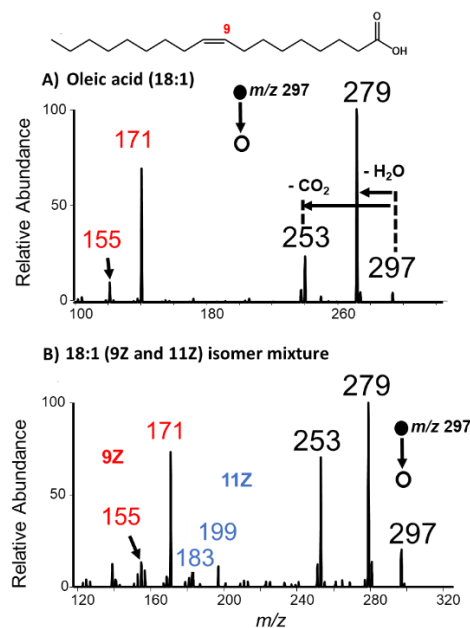 9
O
OH
A) Oleic acid (18:1)
100
50
0
Relative Abundance
171
155
m/z 297
279
- H₂O
- CO₂
253
297
100
180
260
B) 18:1 (9Z and 11Z) isomer mixture
100
50
0
Relative Abundance
9Z
171
155
11Z
199
183
253
279
m/z 297
297
120
160
200
240
280
320
m/z